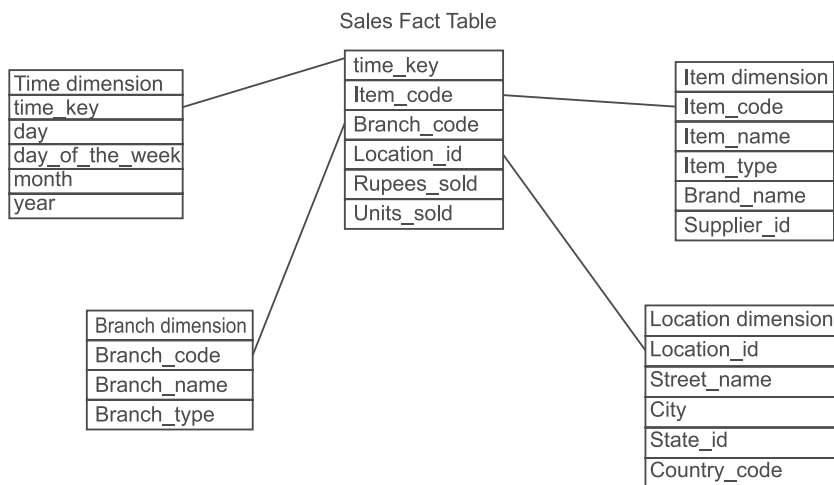 Sales Fact Table
time_key
Item_code
Branch_code
Location_id
Rupees_sold
Units_sold
Time dimension
time_key
day
day_of_the_week
month
year
Item dimension
Item_code
Item_name
Item_type
Brand_name
Supplier_id
Branch dimension
Branch_code
Branch_name
Branch_type
Location dimension
Location_id
Street_name
City
State_id
Country_code